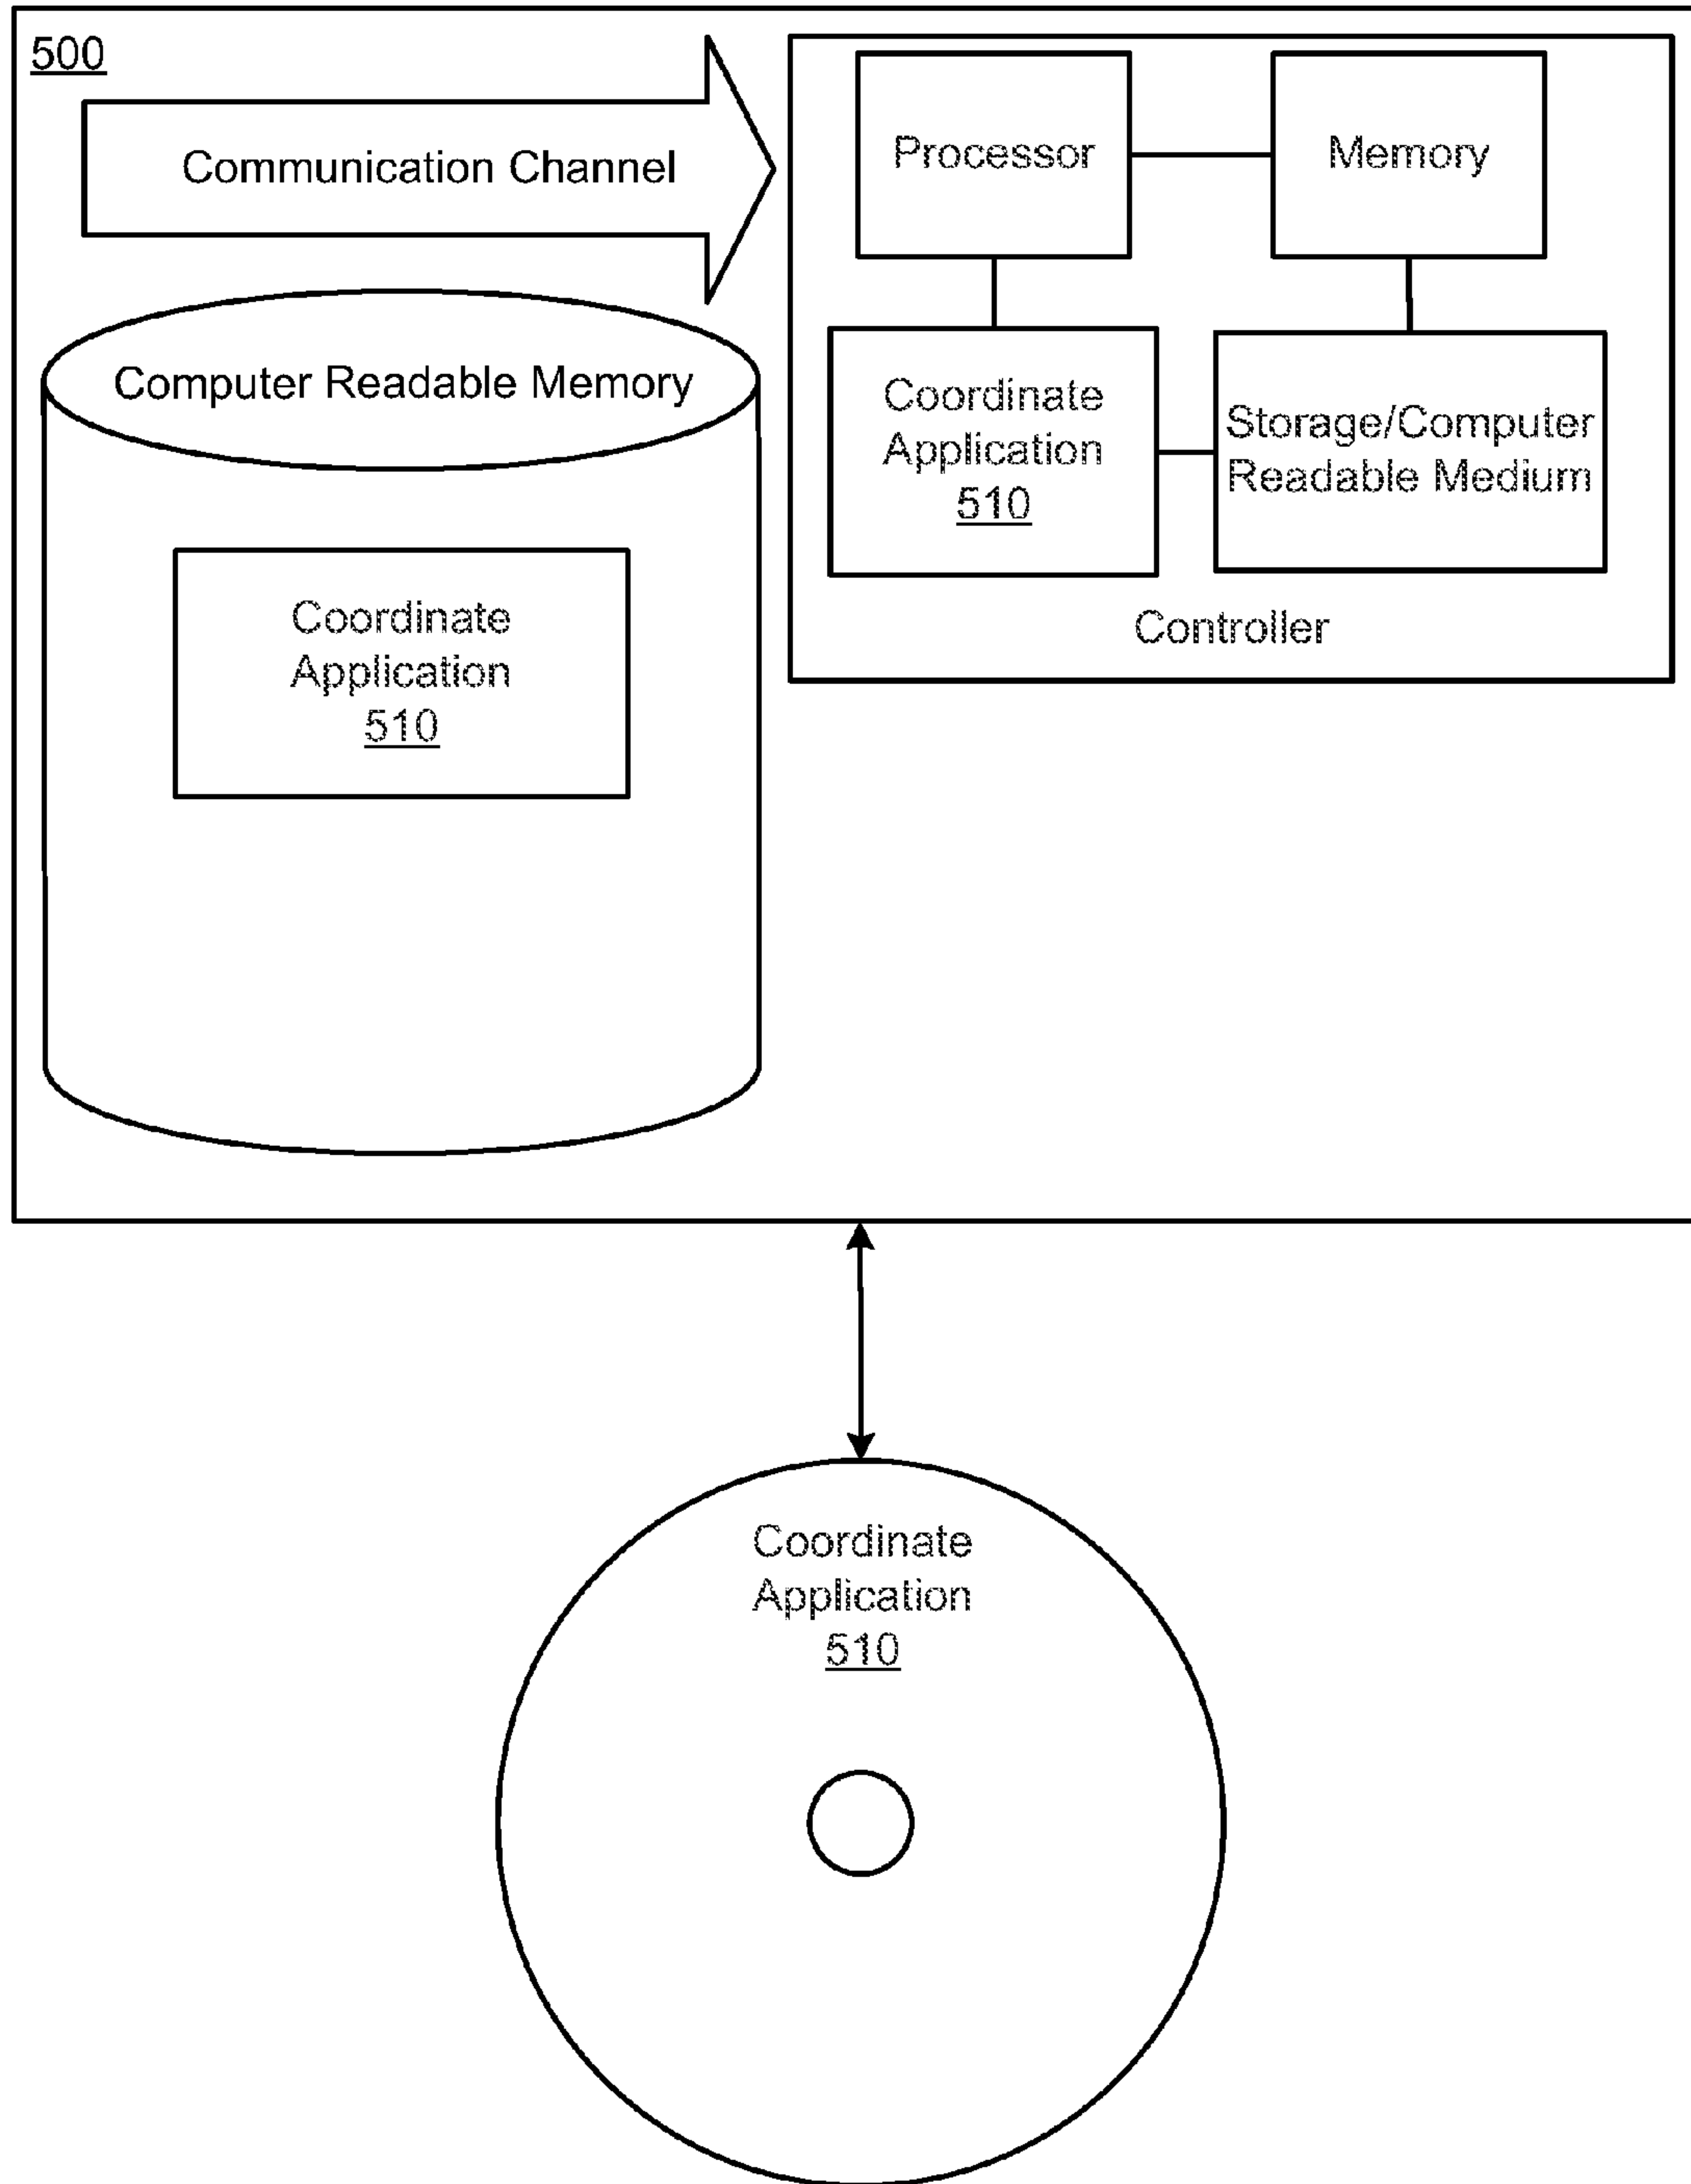 500
Communication Channel
Processor
Memory
Computer Readable Memory
Coordinate
Application
510
Storage/Computer
Readable Medium
Controller
Coordinate
Application
510
Coordinate
Application
510